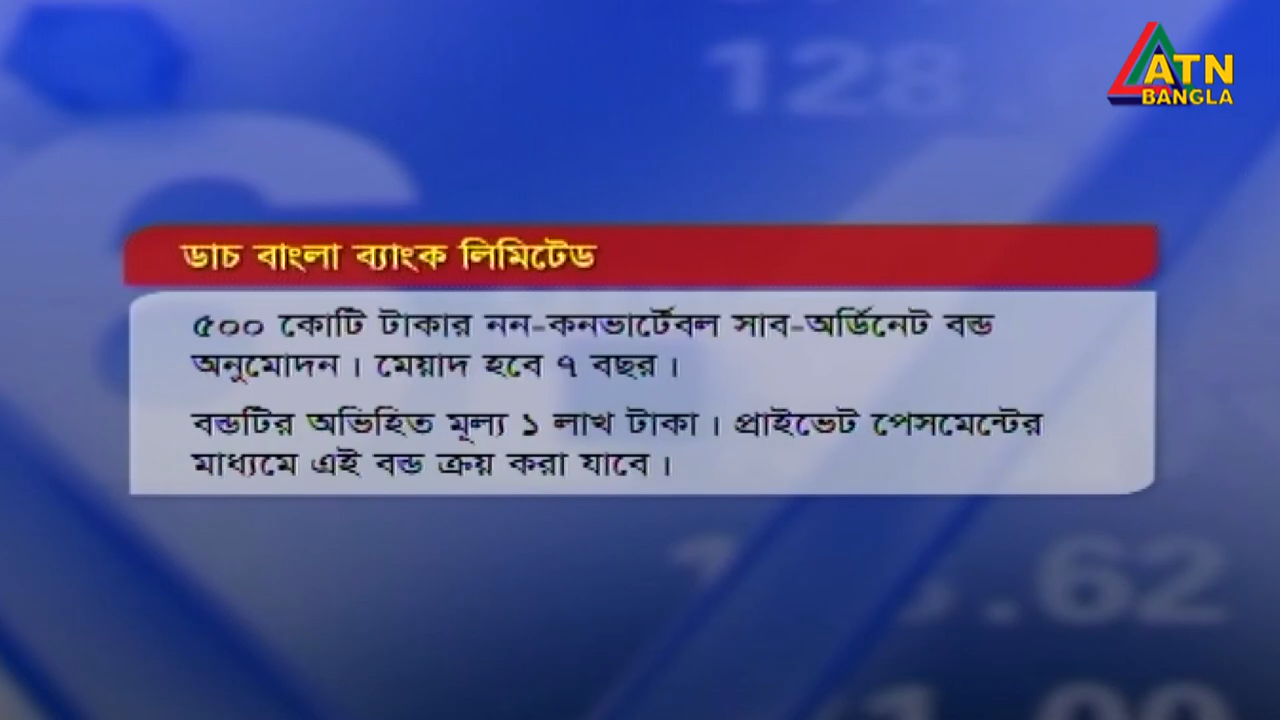 128.
ATN
BANGLA
ডাচ বাংলা ব্যাংক লিমিটেড
৫০০ কোটি টাকার নন-কনভার্টেবল সাব-অর্ডিনেট বন্ড
অনুমোদন। মেয়াদ হবে ৭ বছর।
বন্ডটির অভিহিত মূল্য ১ লাখ টাকা। প্রাইভেট পেসমেন্টের
মাধ্যমে এই বন্ড ক্রয় করা যাবে।
.62